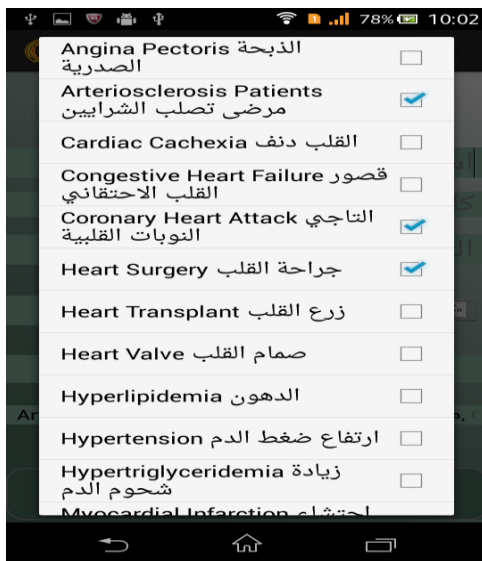 78% 10:02
Angina Pectoris الذبحة
الصدرية
Arteriosclerosis Patients
مرضى تصلب الشرايين
Cardiac Cachexia القلب دنف
Congestive Heart Failure قصور
القلب الاحتقاني
Coronary Heart Attack التاجي
النوبات القلبية
Heart Surgery جراحة القلب
Heart Transplant زرع القلب
Heart Valve صمام القلب
Hyperlipidemia الدهون
Hypertension ارتفاع ضغط الدم
Hypertriglyceridemia زيادة
شحوم الدم
Myocardial Infarction احتشاء